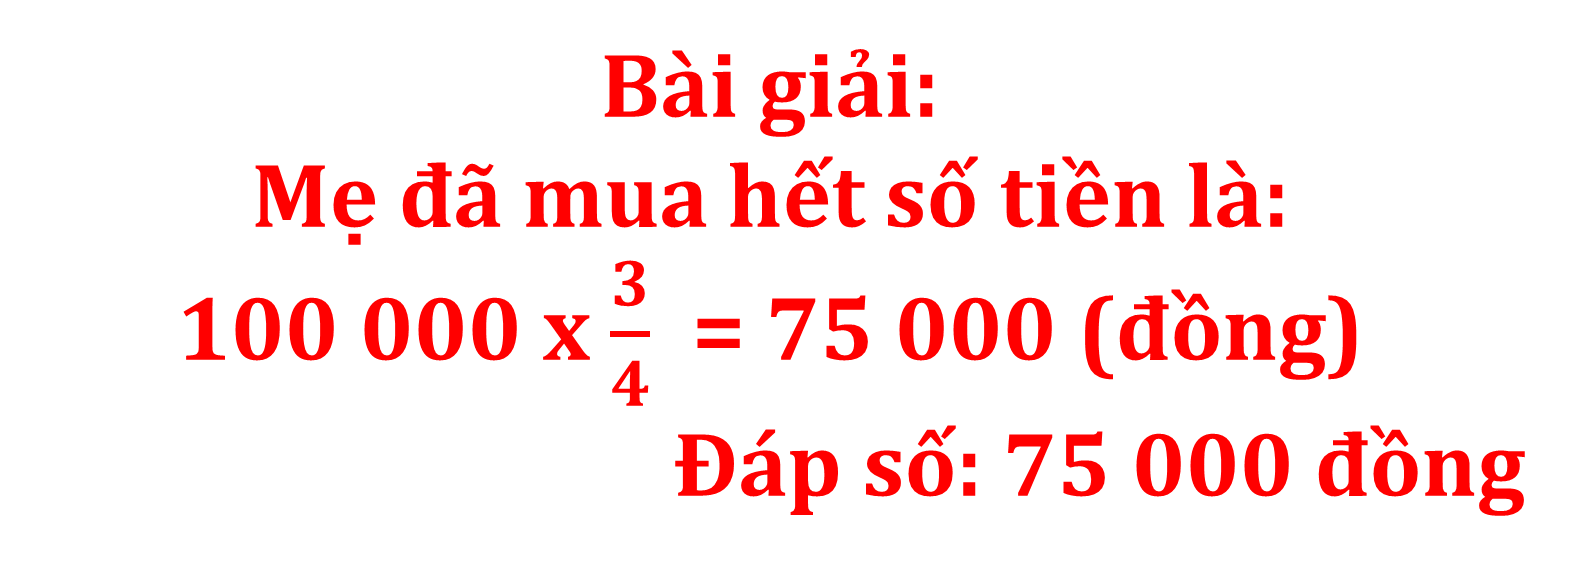 Bài giải:
Mẹ đã mua hết số tiền là:
100 000 x 3/4 = 75 000 (đồng)
Đáp số: 75 000 đồng